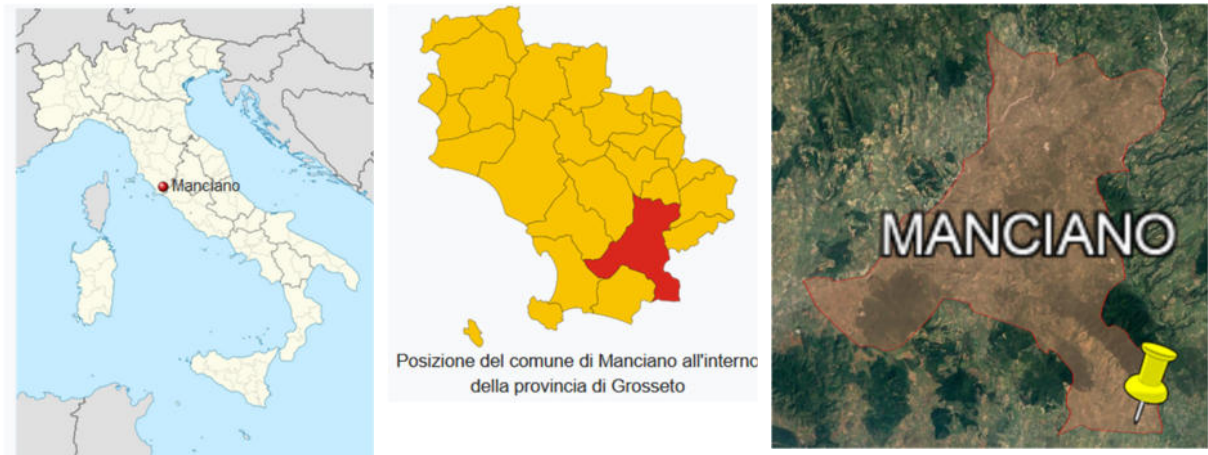 Manciano
Posizione del comune di Manciano all'interno
della provincia di Grosseto
MANCIANO